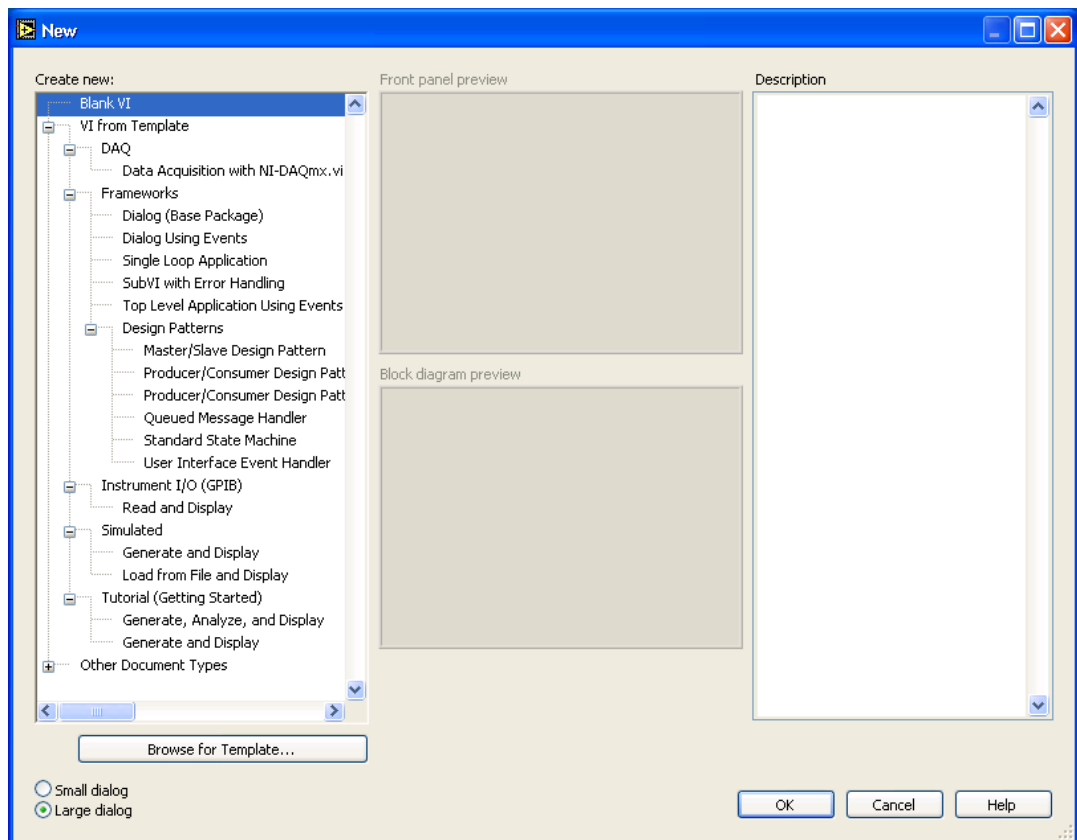 New
Create new:
Blank VI
VI from Template
DAQ
Data Acquisition with NI-DAQmx.vi
Frameworks
Dialog (Base Package)
Dialog Using Events
Single Loop Application
SubVI with Error Handling
Top Level Application Using Events
Design Patterns
Master/Slave Design Pattern
Producer/Consumer Design Patt
Producer/Consumer Design Patt
Queued Message Handler
Standard State Machine
User Interface Event Handler
Instrument I/O (GPIB)
Read and Display
Simulated
Generate and Display
Load from File and Display
Tutorial (Getting Started)
Generate, Analyze, and Display
Generate and Display
Other Document Types
Browse for Template...
Small dialog
Large dialog
Front panel preview
Block diagram preview
Description
OK
Cancel
Help